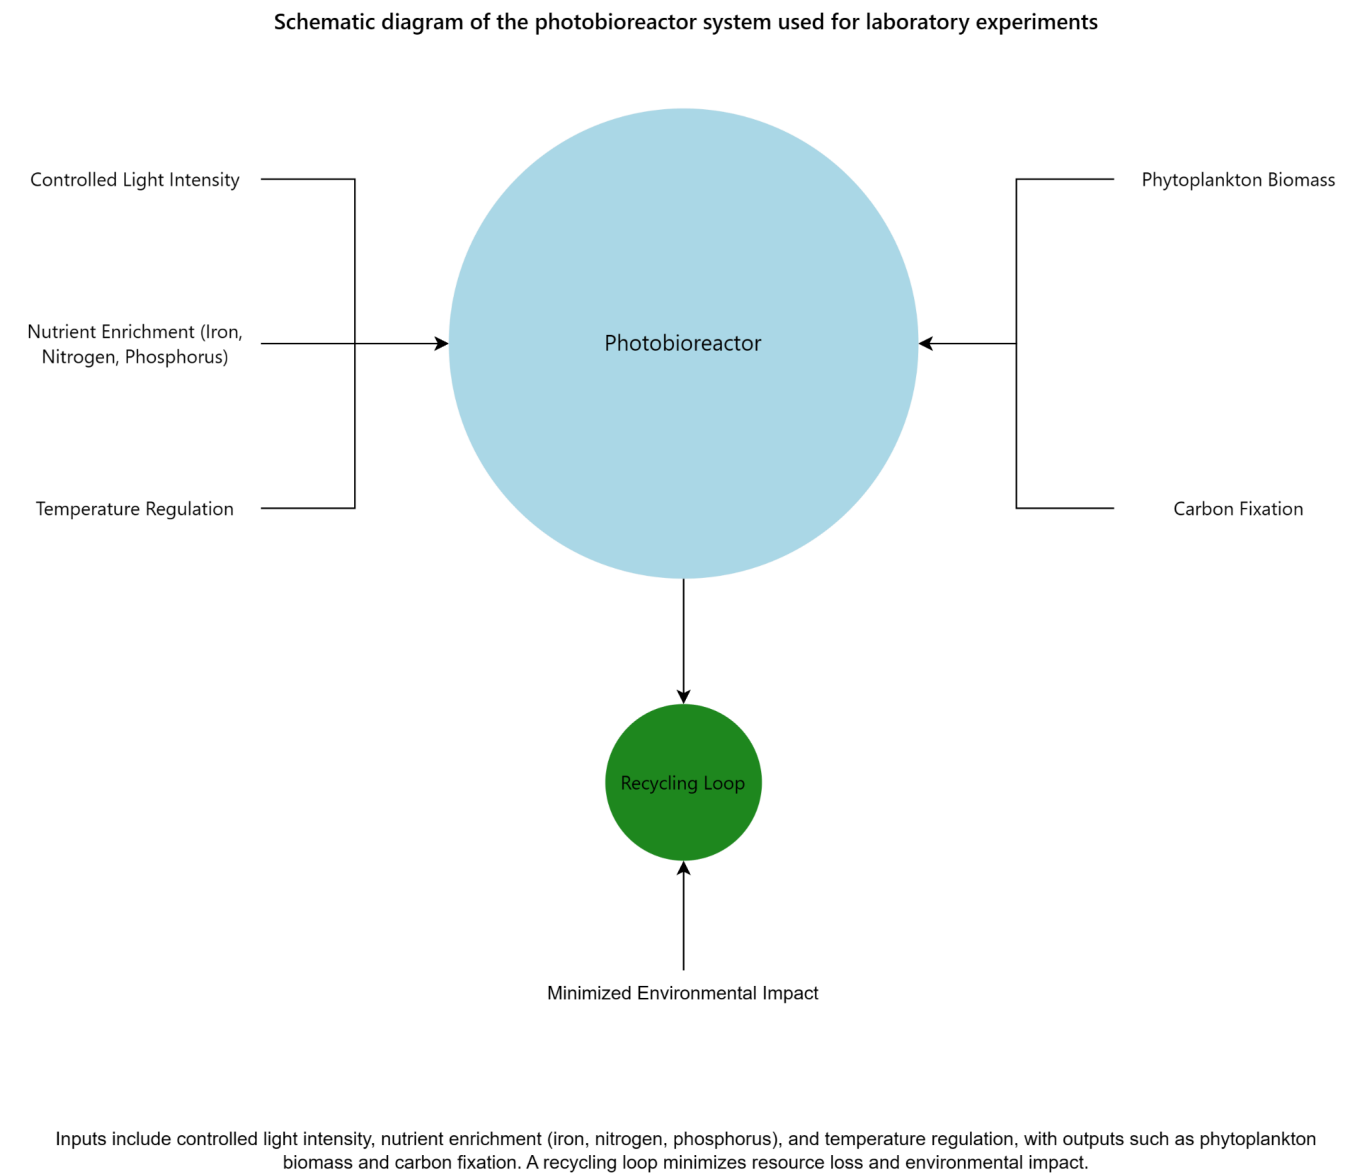 Schematic diagram of the photobioreactor system used for laboratory experiments
Controlled Light Intensity
Phytoplankton Biomass
Nutrient Enrichment (Iron,
Nitrogen, Phosphorus)
Photobioreactor
Temperature Regulation
Carbon Fixation
Recycling Loop
Minimized Environmental Impact
Inputs include controlled light intensity, nutrient enrichment (iron, nitrogen, phosphorus), and temperature regulation, with outputs such as phytoplankton
biomass and carbon fixation. A recycling loop minimizes resource loss and environmental impact.